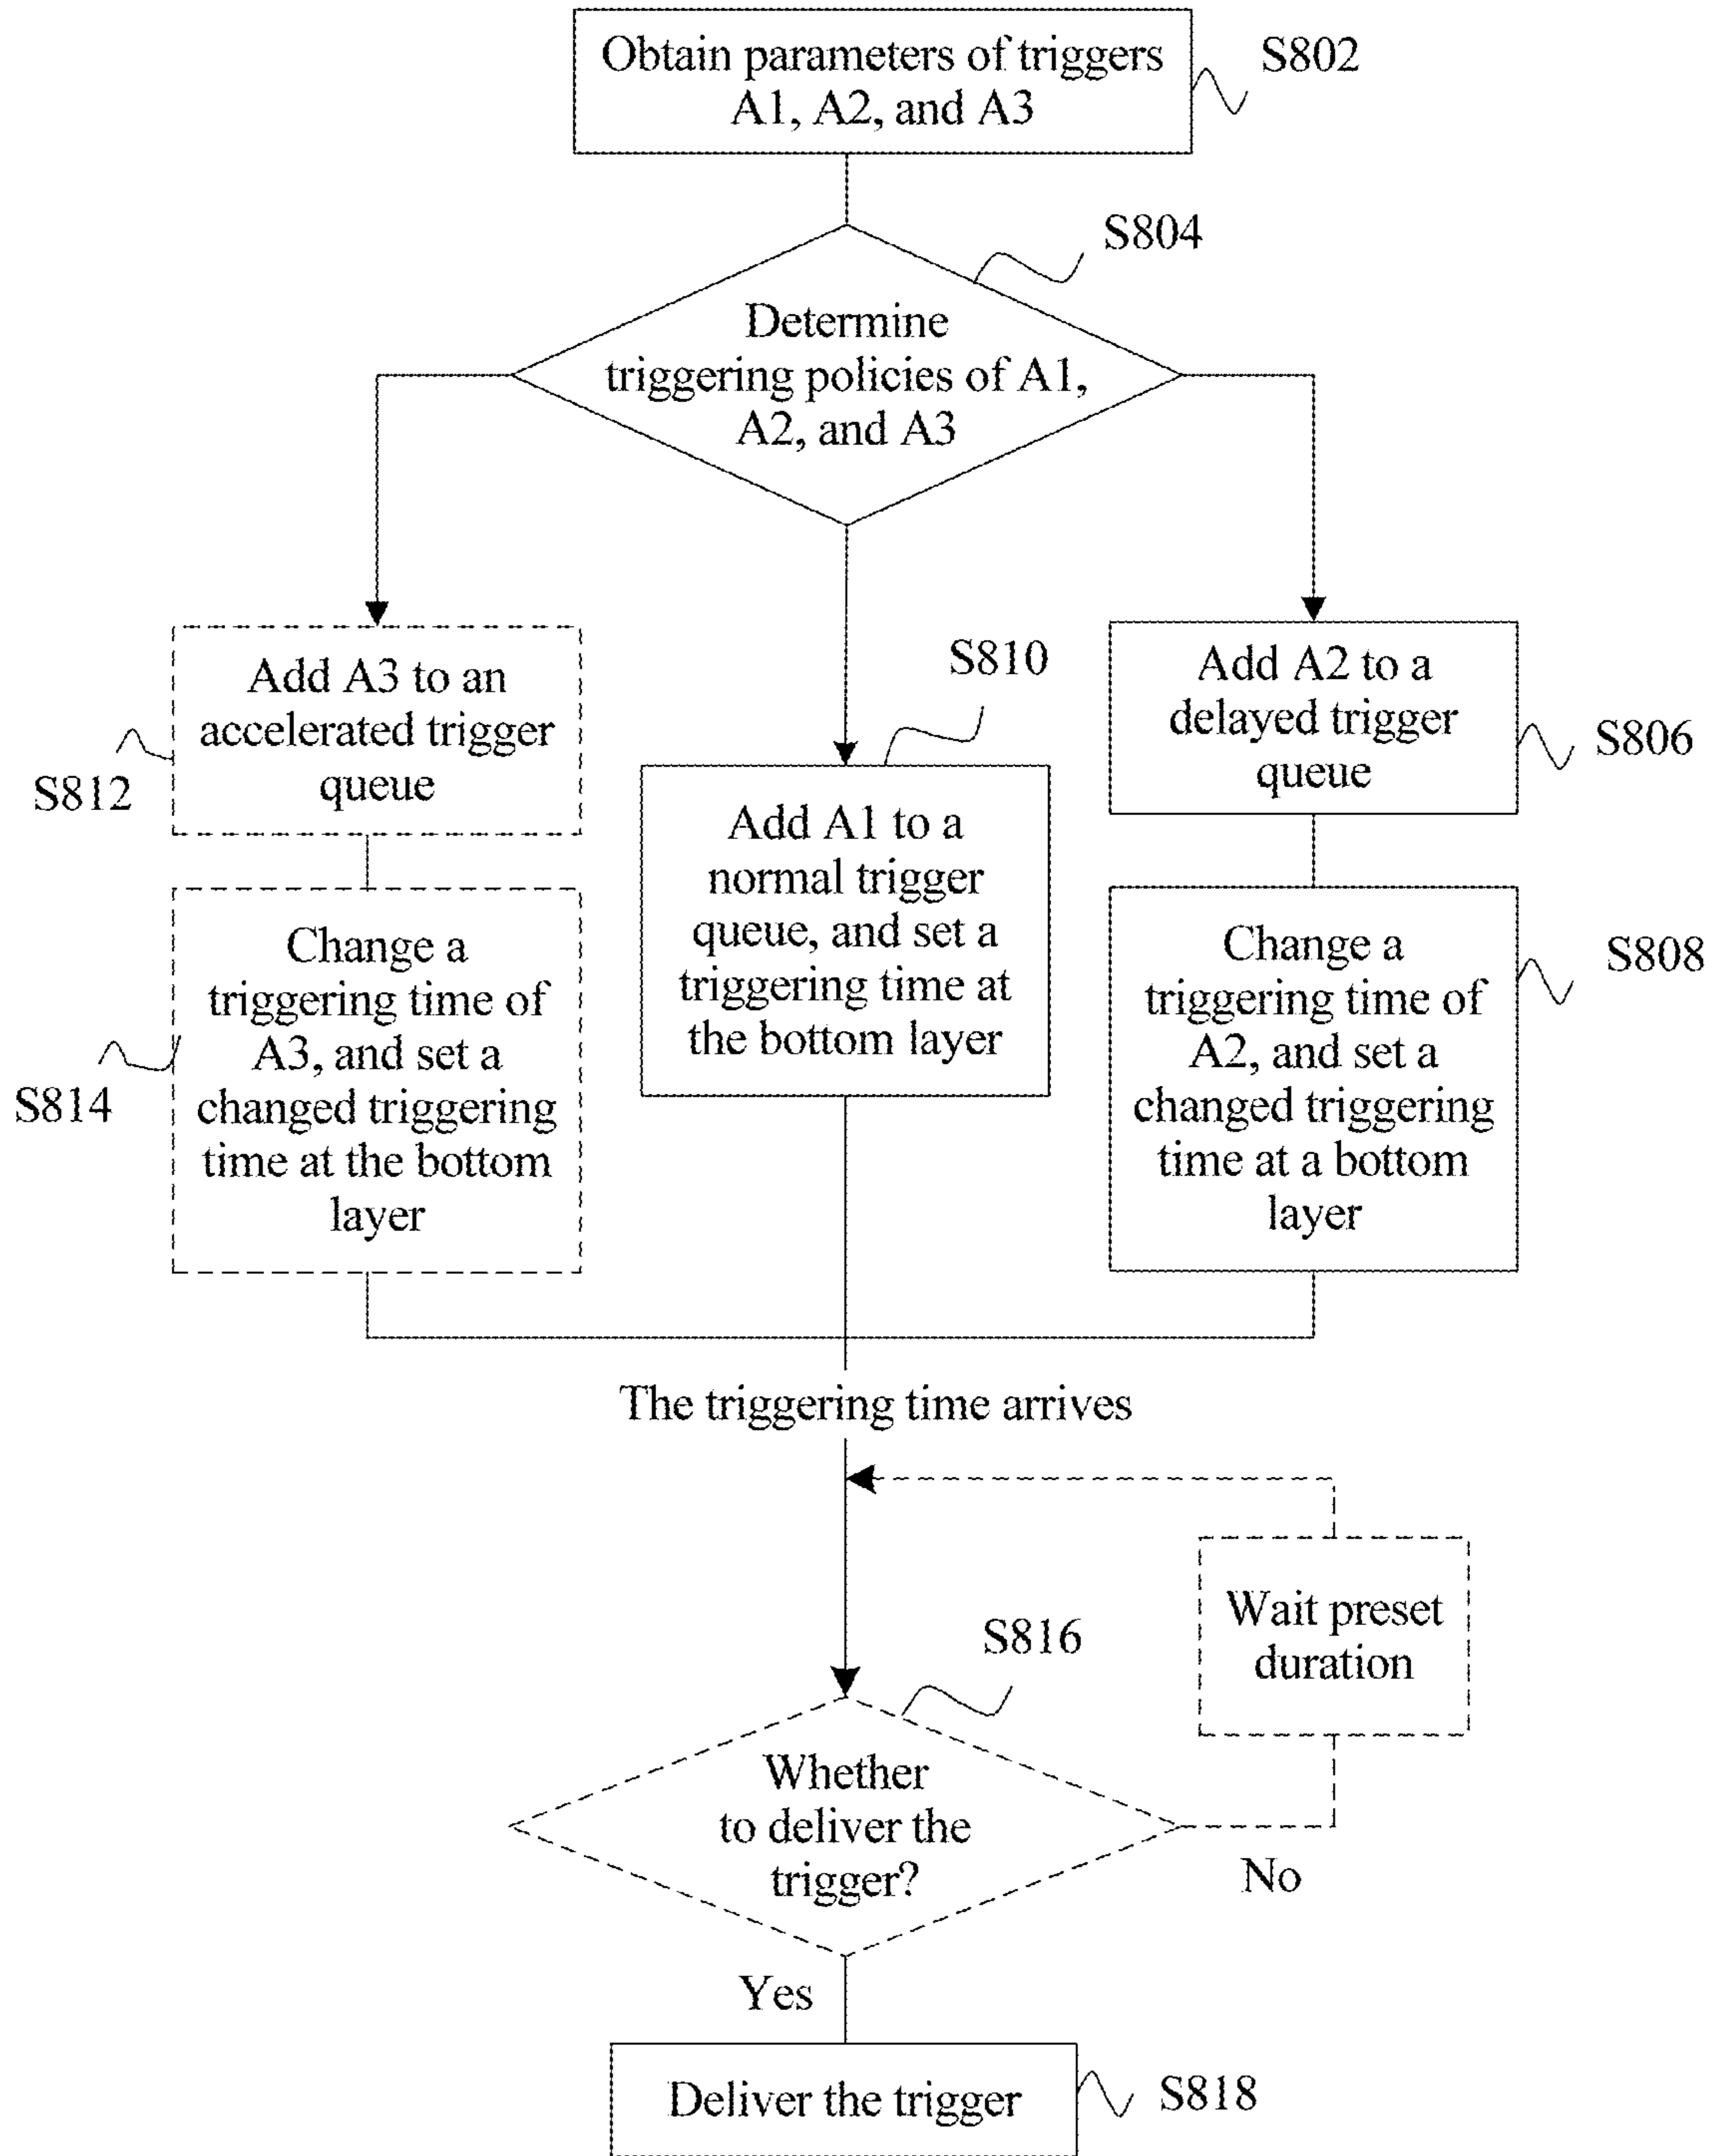 Obtain parameters of triggers
A1, A2, and A3
S802
S804
Determine
triggering policies of A1,
A2, and A3
Add A3 to an
accelerated trigger
queue
S812
S810
Add A1 to a
normal trigger
queue, and set a
triggering time at
the bottom layer
Add A2 to a
delayed trigger
queue
S806
Change a
triggering time of
A3, and set a
changed triggering
time at the bottom
layer
S814
Change a
triggering time of
A2, and set a
changed triggering
time at a bottom
layer
S808
The triggering time arrives
Wait preset
duration
S816
Whether
to deliver the
trigger?
No
Yes
Deliver the trigger
S818